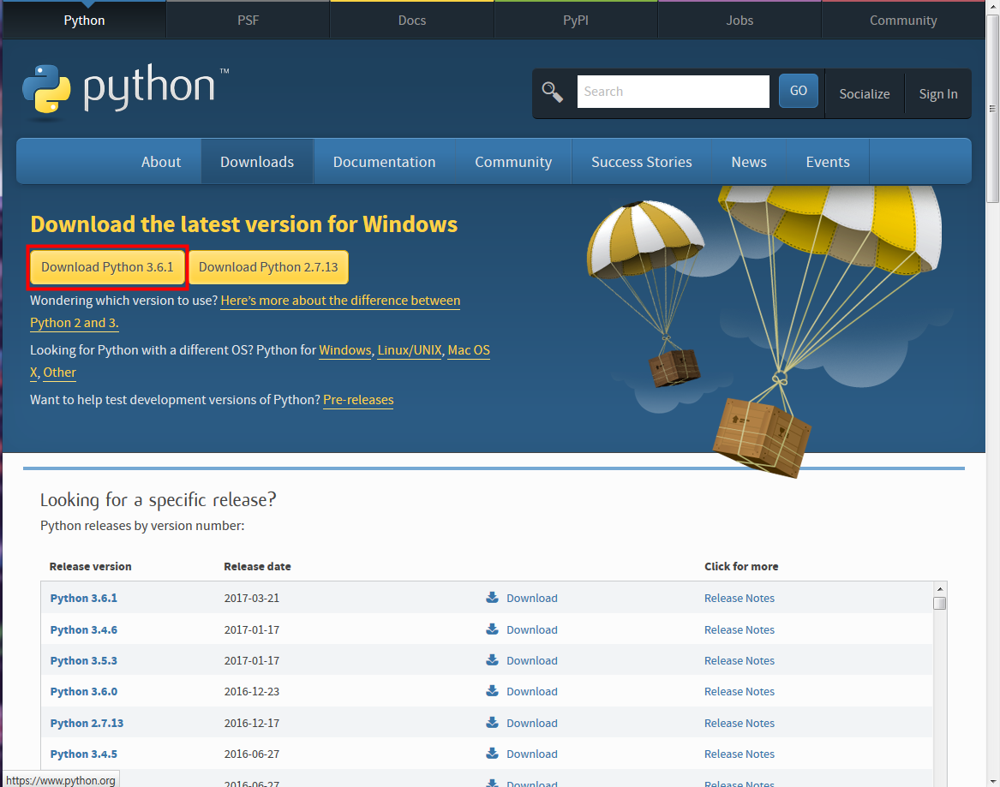 Python PSF Docs PyPI Jobs Community
python™
Search GO Socialize Sign In
About Downloads Documentation Community Success Stories News Events
Download the latest version for Windows
Download Python 3.6.1 Download Python 2.7.13
Wondering which version to use? Here's more about the difference between
Python 2 and 3.
Looking for Python with a different OS? Python for Windows, Linux/UNIX, Mac OS
X, Other
Want to help test development versions of Python? Pre-releases
Looking for a specific release?
Python releases by version number:
Release version Release date Click for more
Python 3.6.1 2017-03-21 Download Release Notes
Python 3.4.6 2017-01-17 Download Release Notes
Python 3.5.3 2017-01-17 Download Release Notes
Python 3.6.0 2016-12-23 Download Release Notes
Python 2.7.13 2016-12-17 Download Release Notes
Python 3.4.5 2016-06-27 Download Release Notes
2016-06-27 Download Release Notes
https://www.python.org